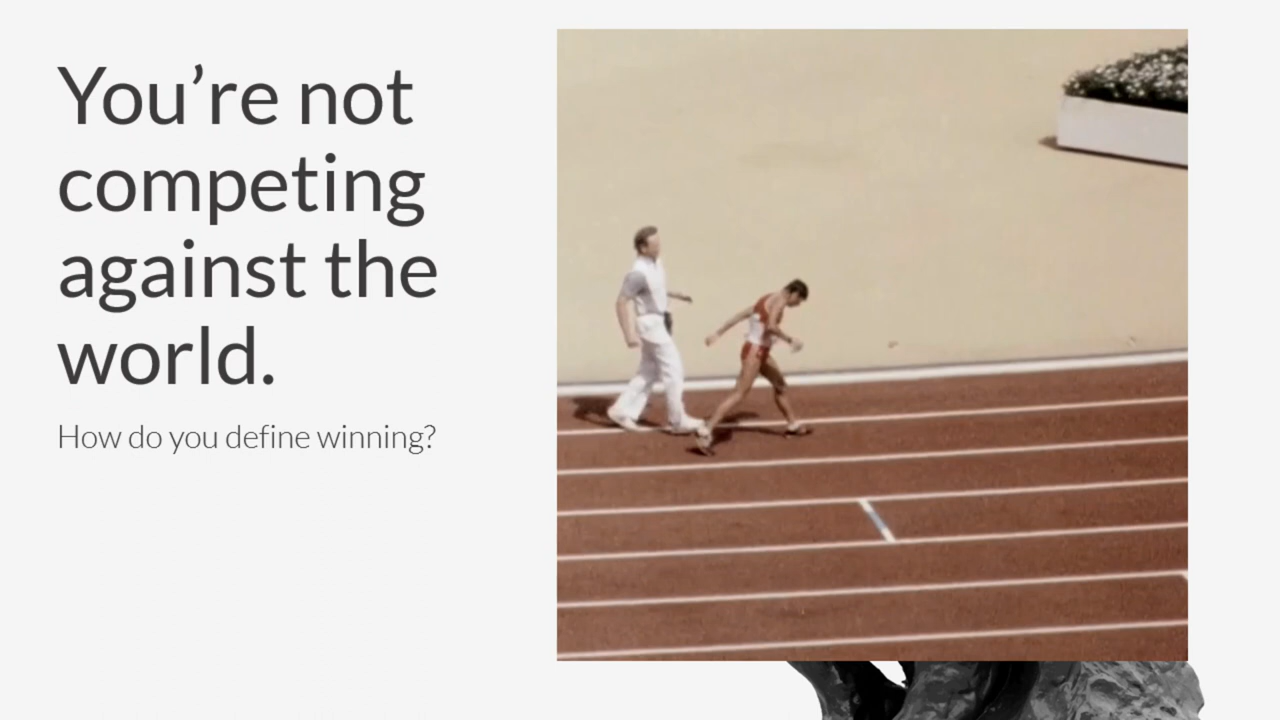 You’re not
competing
against the
world.
How do you define winning?